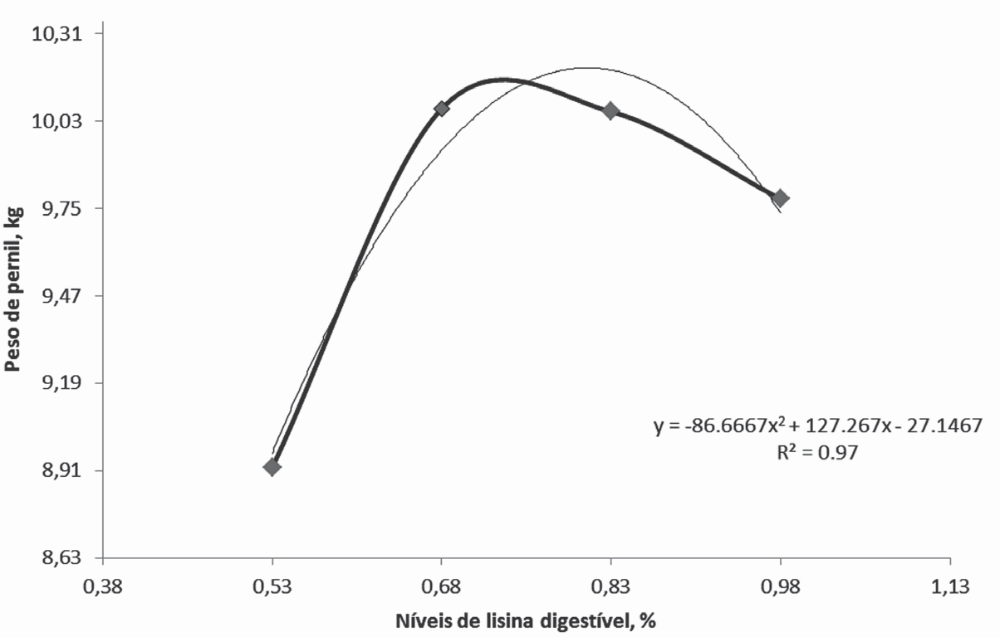 10,31
10,03
9,75
9,47
9,19
8,91
8,63
Peso de pernil, kg
y = -86.6667x² + 127.267x - 27.1467
R² = 0.97
0,38 0,53 0,68 0,83 0,98 1,13
Níveis de lisina digestível, %